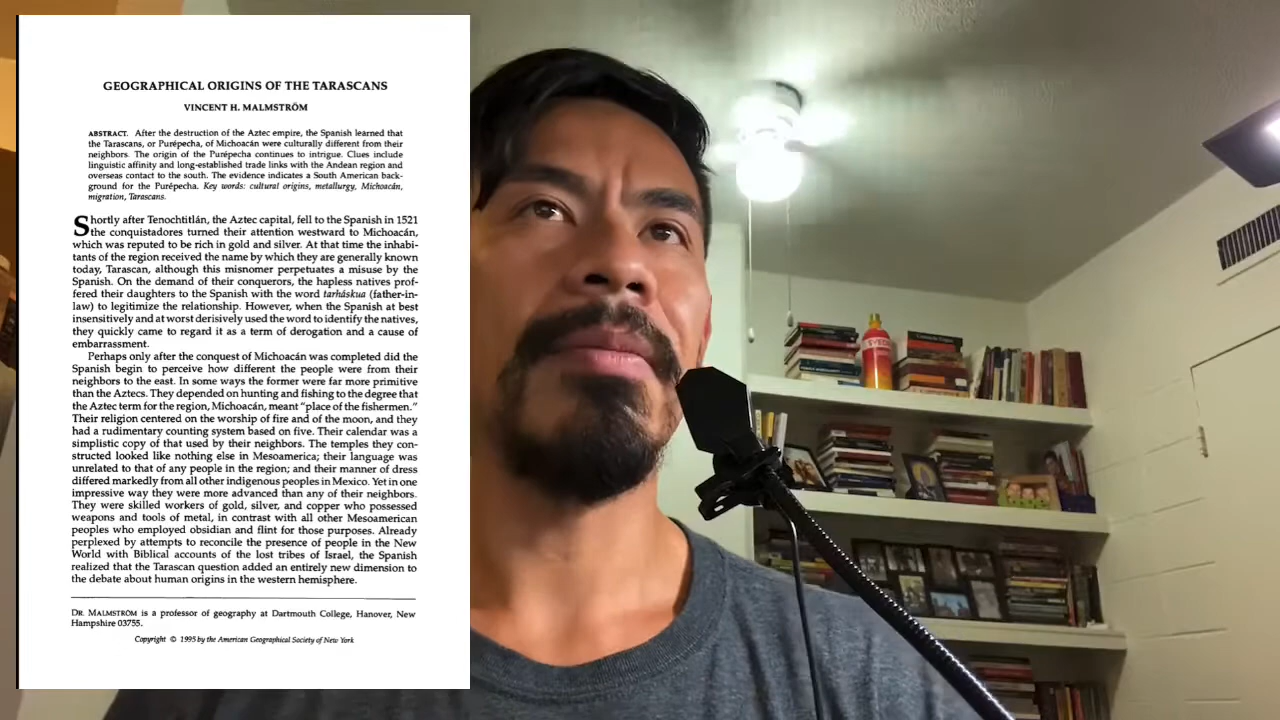 GEOGRAPHICAL ORIGINS OF THE TARASCANS
VINCENT H. MALMSTRÖM
ABSTRACT. After the destruction of the Aztec empire, the Spanish learned that
the Tarascans, or Purépecha, of Michoacán were culturally different from their
neighbors. The origin of the Purépecha continues to intrigue. Clues include
linguistic affinity and long-established trade links with the Andean region and
overseas contact to the south. The evidence indicates a South American back-
ground for the Purépecha. Key words: cultural origins, metallurgy, Michoacán,
migration, Tarascans.
Shortly after Tenochtitlán, the Aztec capital, fell to the Spanish in 1521
the conquistadores turned their attention westward to Michoacán,
which was reputed to be rich in gold and silver. At that time the inhabi-
tants of the region received the name by which they are generally known
today, Tarascan, although this misnomer perpetuates a misuse by the
Spanish. On the demand of their conquerors, the hapless natives prof-
fered their daughters to the Spanish with the word tarháskua (father-in-
law) to legitimize the relationship. However, when the Spanish at best
insensitively and at worst derisively used the word to identify the natives,
they quickly came to regard it as a term of derogation and a cause of
embarrassment.
Perhaps only after the conquest of Michoacán was completed did the
Spanish begin to perceive how different the people were from their
neighbors to the east. In some ways the former were far more primitive
than the Aztecs. They depended on hunting and fishing to the degree that
the Aztec term for the region, Michoacán, meant "place of the fishermen."
Their religion centered on the worship of fire and of the moon, and they
had a rudimentary counting system based on five. Their calendar was a
simplistic copy of that used by their neighbors. The temples they con-
structed looked like nothing else in Mesoamerica; their language was
unrelated to that of any people in the region; and their manner of dress
differed markedly from all other indigenous peoples in Mexico. Yet in one
impressive way they were more advanced than any of their neighbors.
They were skilled workers of gold, silver, and copper who possessed
weapons and tools of metal, in contrast with all other Mesoamerican
peoples who employed obsidian and flint for those purposes. Already
perplexed by attempts to reconcile the presence of people in the New
World with Biblical accounts of the lost tribes of Israel, the Spanish
realized that the Tarascan question added an entirely new dimension to
the debate about human origins in the western hemisphere.
DR. MALMSTROM is a professor of geography at Dartmouth College, Hanover, New
Hampshire 03755.
Copyright © 1995 by the American Geographical Society of New York